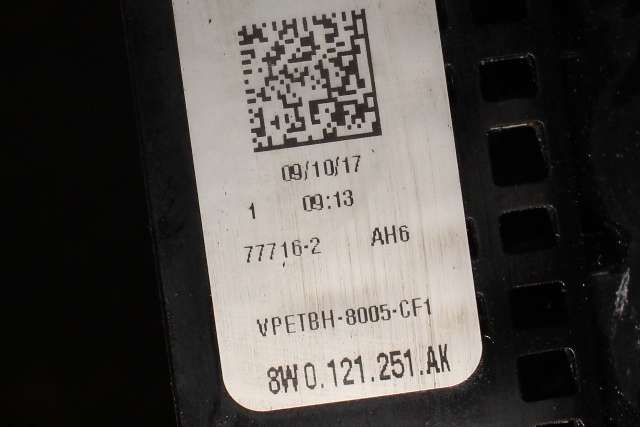 09/10/17
1 09:13
77716-2 AH6
VPETBH-8005-CF1
8W0.121.251.AK